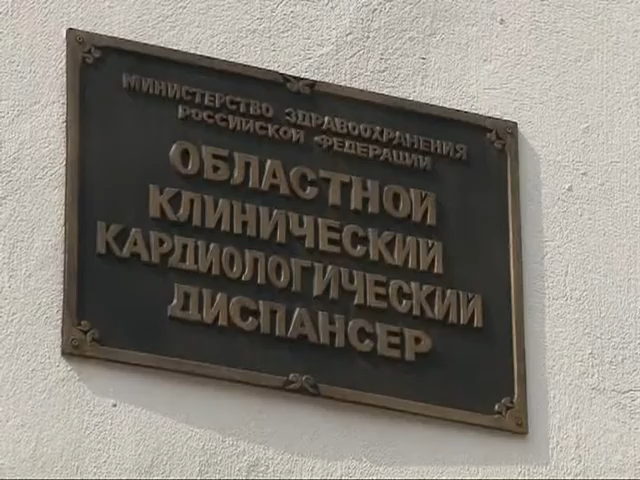 МИНИСТЕРСТВО ЗДРАВООХРАНЕНИЯ
РОССИЙСКОЙ ФЕДЕРАЦИИ
ОБЛАСТНОЙ
КЛИНИЧЕСКИЙ
КАРДИОЛОГИЧЕСКИЙ
ДИСПАНСЕР